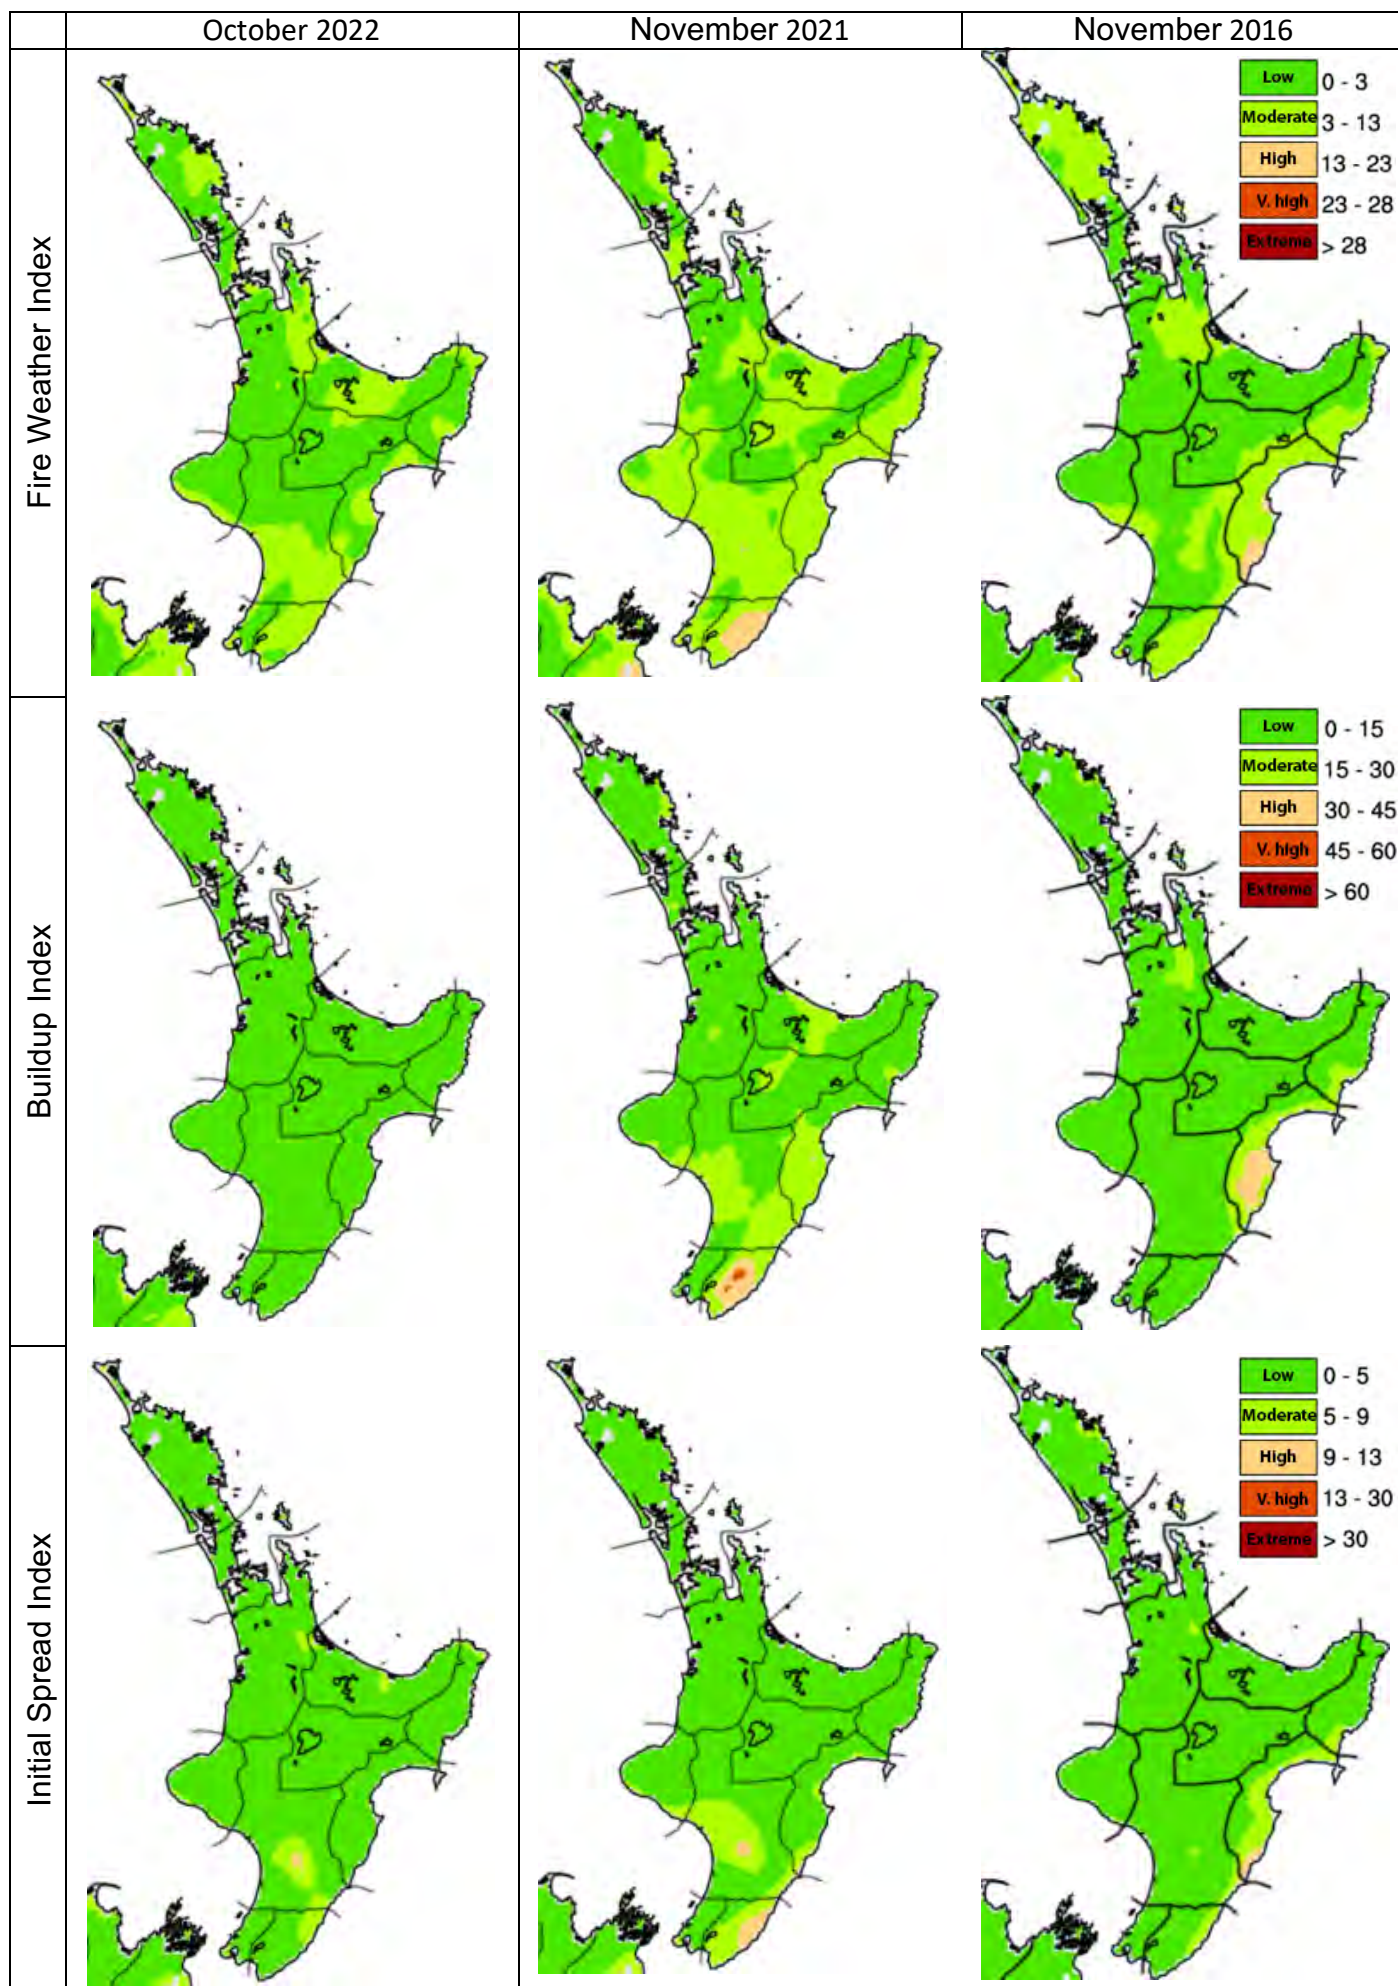 October 2022
November 2021
November 2016
Fire Weather Index
Low 0 - 3
Moderate 3 - 13
High 13 - 23
V. high 23 - 28
Extreme > 28
Buildup Index
Low 0 - 15
Moderate 15 - 30
High 30 - 45
V. high 45 - 60
Extreme > 60
Initial Spread Index
Low 0 - 5
Moderate 5 - 9
High 9 - 13
V. high 13 - 30
Extreme > 30